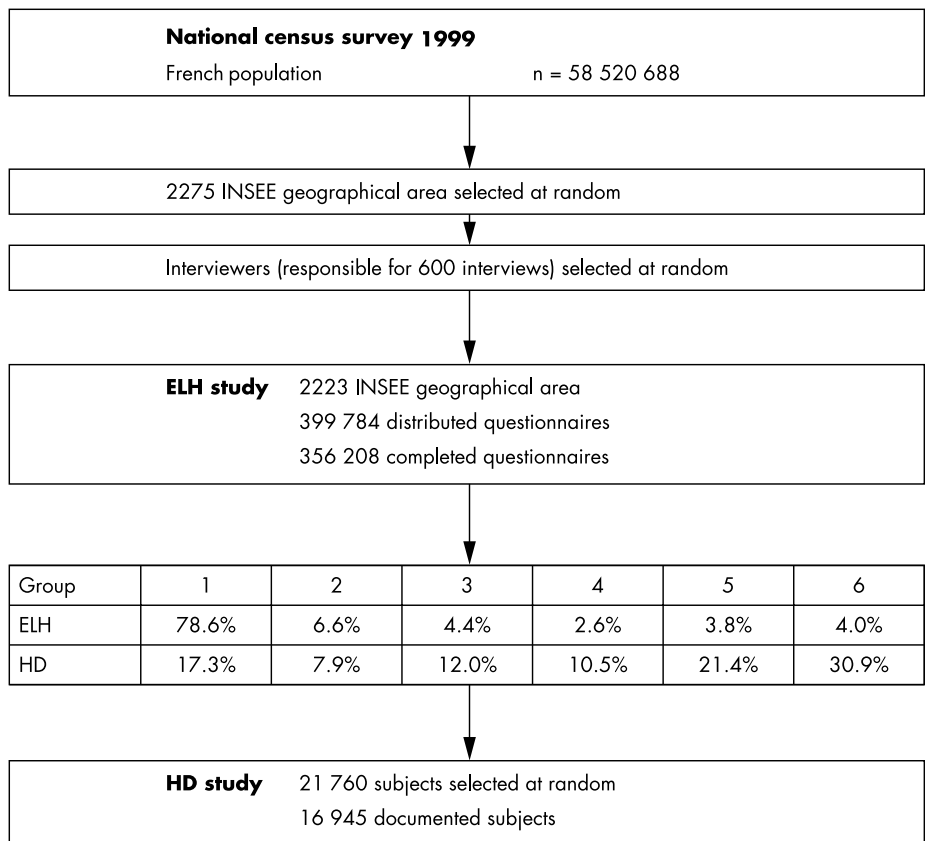 National census survey 1999
French population n = 58 520 688
2275 INSEE geographical area selected at random
Interviewers (responsible for 600 interviews) selected at random
ELH study 2223 INSEE geographical area
399 784 distributed questionnaires
356 208 completed questionnaires
Group 1 2 3 4 5 6
ELH 78.6% 6.6% 4.4% 2.6% 3.8% 4.0%
HD 17.3% 7.9% 12.0% 10.5% 21.4% 30.9%
HD study 21 760 subjects selected at random
16 945 documented subjects